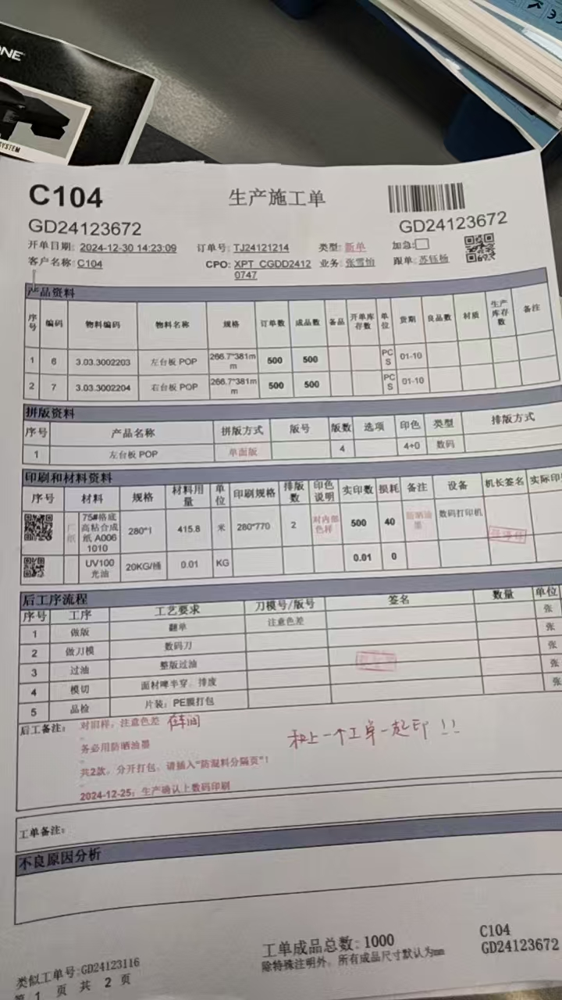 ONE
SYSTEM
C104
生产施工单
GD24123672
GD24123672
开单日期: 2024-12-30 14:23:09 订单号: TJ24121214 类型: 新单 加急:
客户名称: C104 CPO: XPT_CGDD2412 业务: 张雪怡 跟单: 苏钰杨
0747
产品资料
序号 编码 物料编码 物料名称 规格 订单数 成品数 备品 开单库存数 单位 货期 良品数 材质 生产库存数 备注
1 6 3.03.3002203 左台板 POP 266.7*381mm 500 500 PCS 01-10
2 7 3.03.3002204 右台板 POP 266.7*381mm 500 500 PCS 01-10
拼版资料
序号 产品名称 拼版方式 版号 版数 选项 印色 类型 排版方式
1 左台板 POP 单面版 4 4+0 数码
印刷和材料资料
序号 材料 规格 材料用量 单位 印刷规格 排版数 印色说明 实印数 损耗 备注 设备 机长签名 实际印
厂纸 75#格底高粘合成纸 A0061010 280*1 415.8 米 280*770 2 对内部色样 500 40 防晒油墨 数码打印机
UV100光油 20KG/桶 0.01 KG 0.01 0
后工序流程
序号 工序 工艺要求 刀模号/版号 签名 数量 单位
1 做版 翻单 注意色差 张
2 做刀模 数码刀 张
3 过油 整版过油 张
4 模切 面材啤半穿，排废 张
5 品检 片装；PE膜打包 张
后工备注: 对旧样，注意色差 在车间
和上一个工单一起印!!
务必用防晒油墨
共2款，分开打包，请插入"防混料分隔页"!
2024-12-25：生产确认上数码印刷
工单备注:
不良原因分析
工单成品总数: 1000
除特殊注明外，所有成品尺寸默认为mm
C104
GD24123672
类似工单号:GD24123116
第 1 页 共 2 页